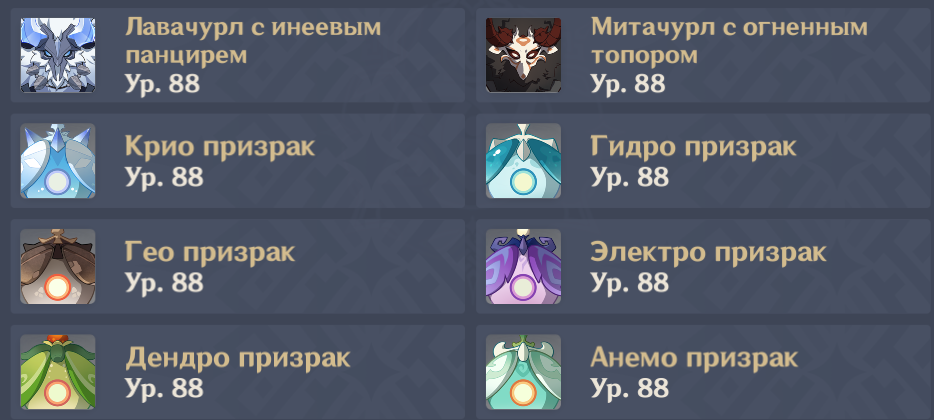 Лавачурл с инеевым
панцирем
Ур. 88
Митачурл с огненным
топором
Ур. 88
Крио призрак
Ур. 88
Гидро призрак
Ур. 88
Гео призрак
Ур. 88
Электро призрак
Ур. 88
Дендро призрак
Ур. 88
Анемо призрак
Ур. 88